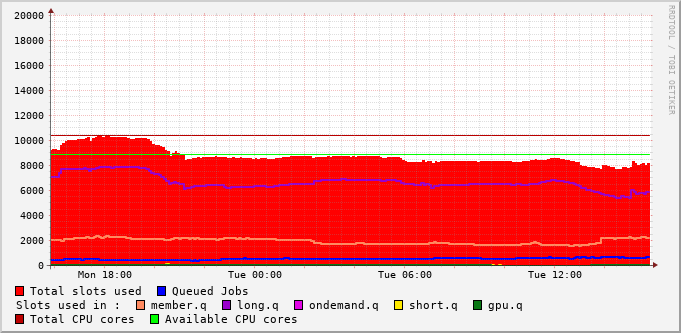 20000
18000
16000
14000
12000
10000
8000
6000
4000
2000
0
Mon 18:00 Tue 00:00 Tue 06:00 Tue 12:00
RRDTOOL / TOBI OETIKER
Total slots used Queued Jobs
Slots used in : member.q long.q ondemand.q short.q gpu.q
Total CPU cores Available CPU cores